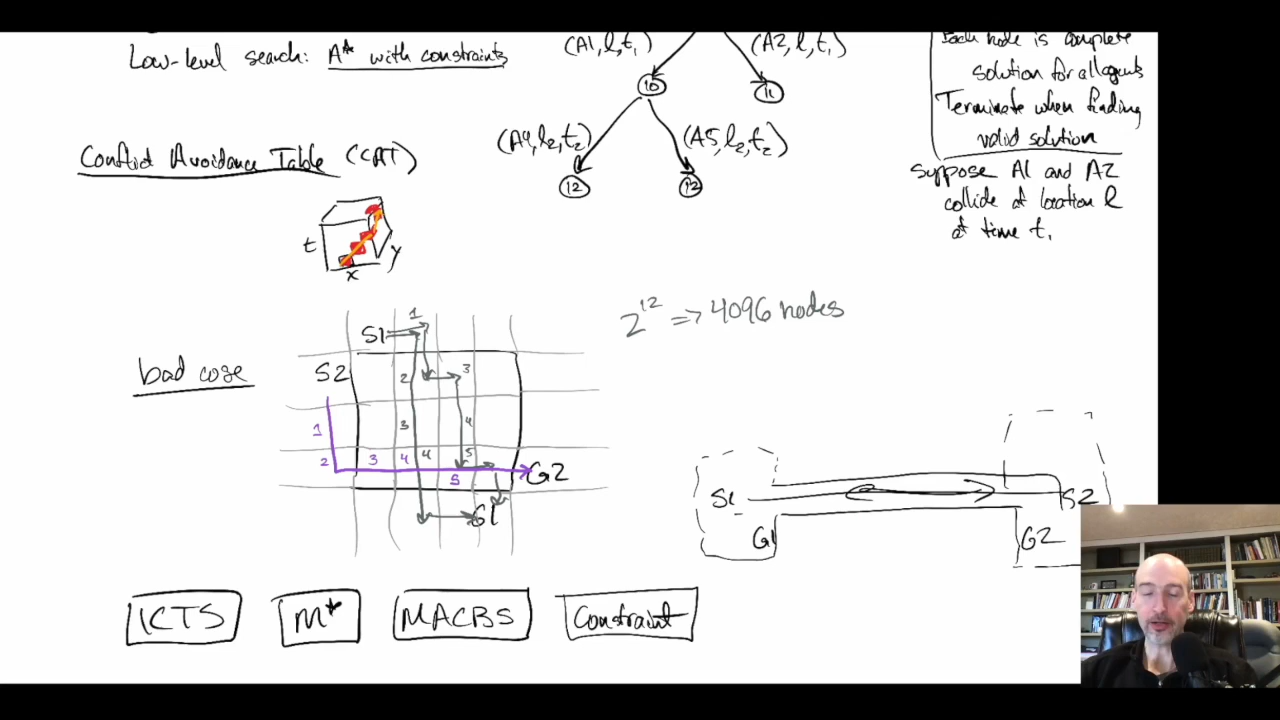 (A1, l, t₁)
(A2, l, t₁)
Each node is complete
solution for all agents
Terminate when finding
valid solution
Low-level search: A* with constraints
10
11
Conflict Avoidance Table (CAT)
(A4, l₂, t₂)
(A5, l₂, t₂)
12
12
Suppose A1 and A2
collide at location l
at time t₁
t
x
y
2^12 => 4096 nodes
bad case
S1
1
S2
2
3
1
3
4
2
3
4
4
5
5
G2
G1
S1
S2
G1
G2
ICTS
M*
MACBS
Constraint